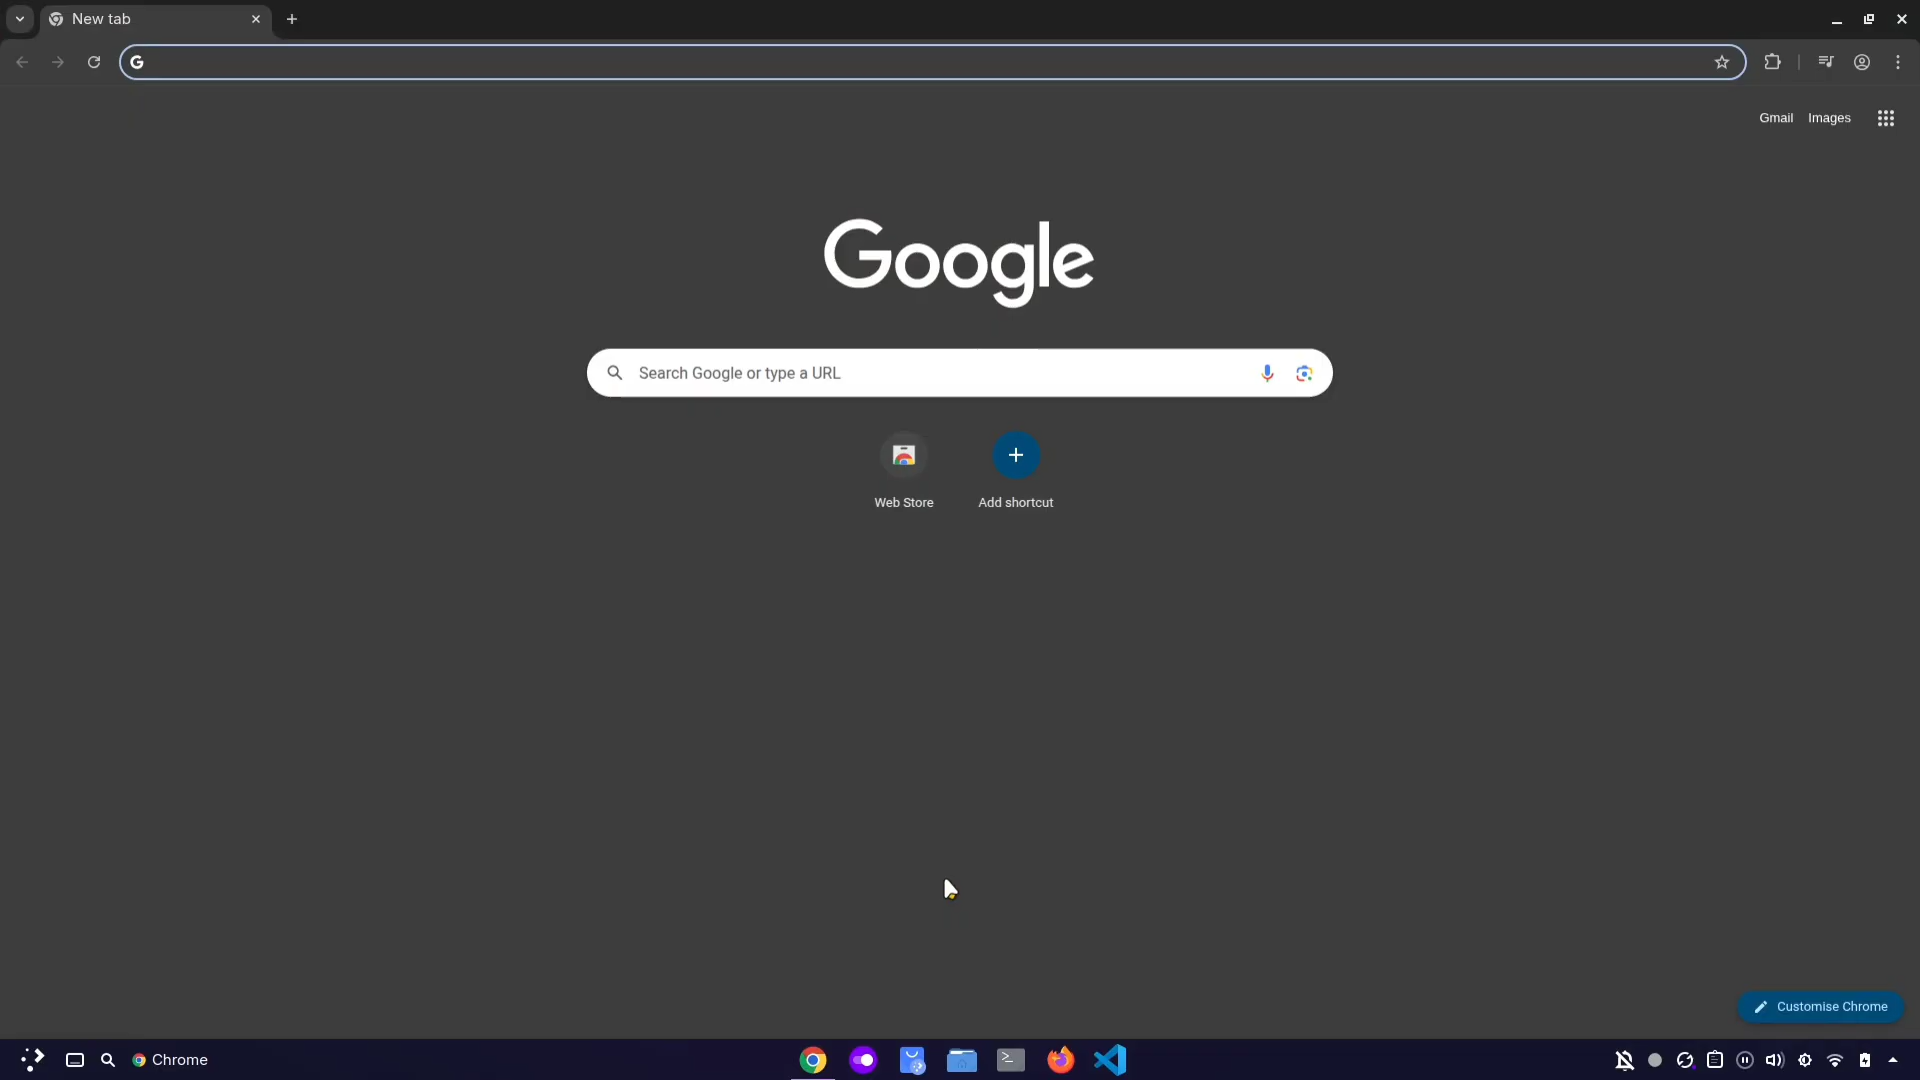 New tab
Gmail Images
Google
Search Google or type a URL
Web Store Add shortcut
Customise Chrome
Chrome